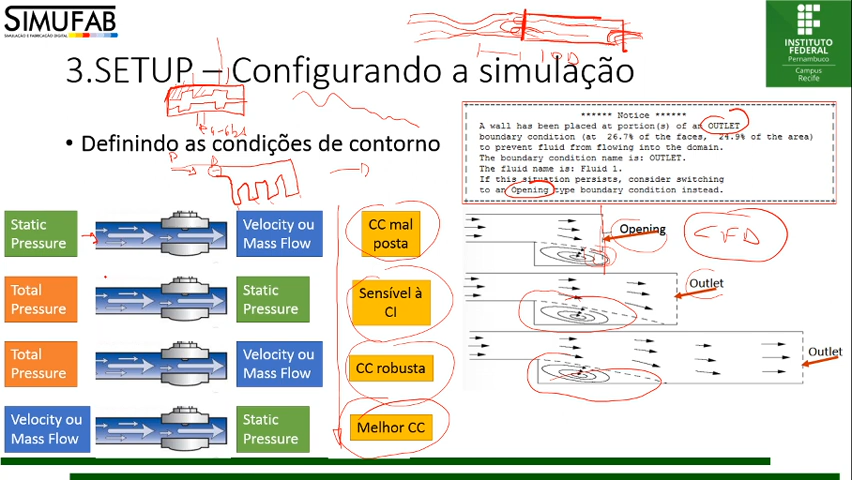 SIMUFAB
SIMULAÇÃO E FABRICAÇÃO DIGITAL
INSTITUTO
FEDERAL
Pernambuco
Campus
Recife
10D
3.SETUP – Configurando a simulação
• Definindo as condições de contorno
****** Notice ******
A wall has been placed at portion(s) of an OUTLET
boundary condition (at 26.7% of the faces, 24.9% of the area)
to prevent fluid from flowing into the domain.
The boundary condition name is: OUTLET.
The fluid name is: Fluid 1.
If this situation persists, consider switching
to an Opening type boundary condition instead.
Static
Pressure
Velocity ou
Mass Flow
CC mal
posta
Opening
CFD
Total
Pressure
Static
Pressure
Sensível à
CI
Outlet
Total
Pressure
Velocity ou
Mass Flow
CC robusta
Outlet
Velocity ou
Mass Flow
Static
Pressure
Melhor CC